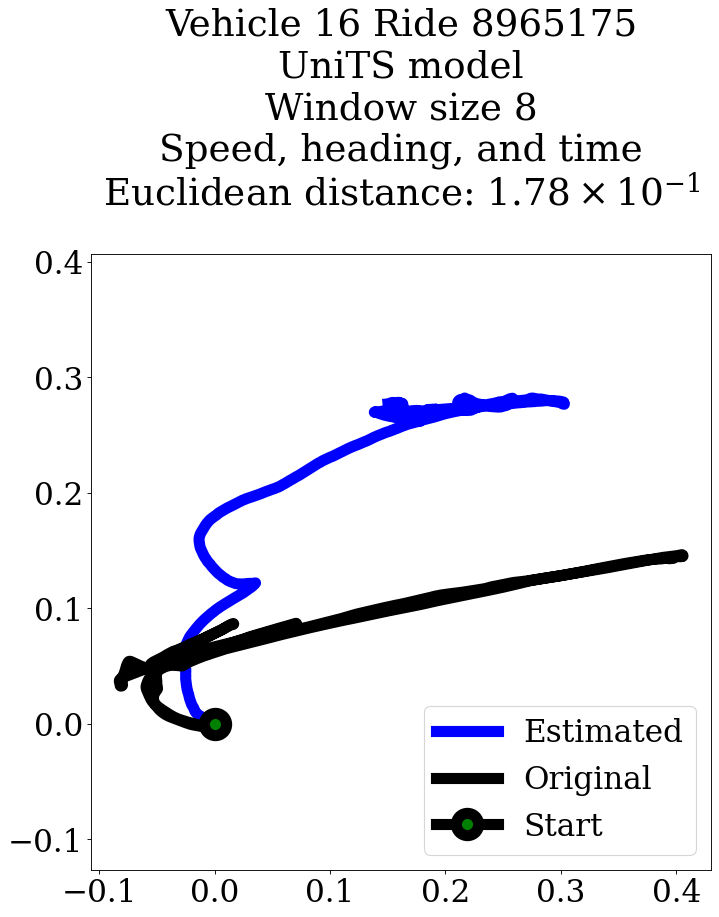 Vehicle 16 Ride 8965175
UniTS model
Window size 8
Speed, heading, and time
Euclidean distance: 1.78 × 10⁻¹
0.4
0.3
0.2
0.1
0.0
−0.1
Estimated
Original
Start
−0.1 0.0 0.1 0.2 0.3 0.4